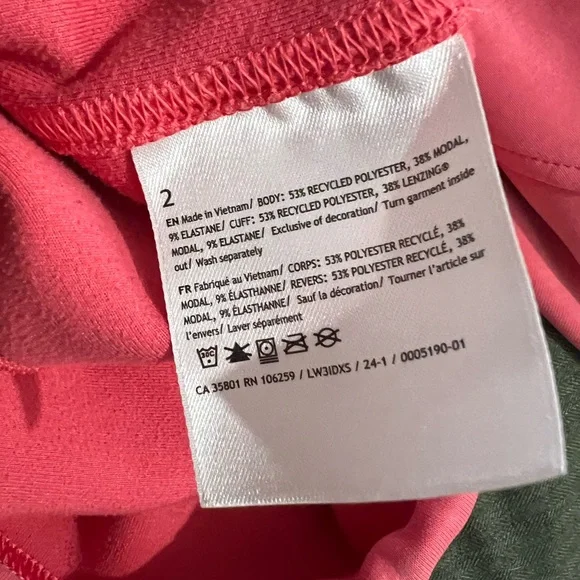 2
EN Made in Vietnam/ BODY: 53% RECYCLED POLYESTER, 38% MODAL,
9% ELASTANE/ CUFF: 53% RECYCLED POLYESTER, 38% LENZING®
MODAL, 9% ELASTANE/ Exclusive of decoration/ Turn garment inside
out/ Wash separately
FR Fabriqué au Vietnam/ CORPS: 53% POLYESTER RECYCLÉ, 38%
MODAL, 9% ÉLASTHANNE/ REVERS: 53% POLYESTER RECYCLÉ, 38%
MODAL, 9% ÉLASTHANNE/ Sauf la décoration/ Tourner l'article sur
l'envers/ Laver séparément
30C
CA 35801 RN 106259 / LW3IDXS / 24-1 / 0005190-01